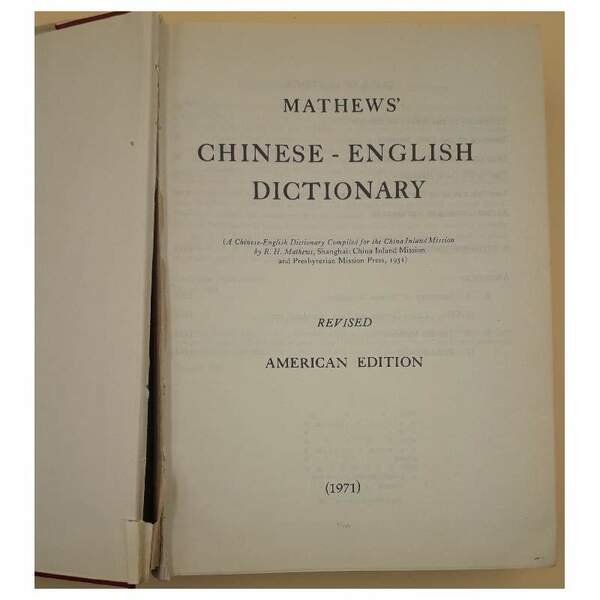 MATHEWS'
CHINESE - ENGLISH
DICTIONARY
(A Chinese-English Dictionary Compiled for the China Inland Mission
by R. H. Mathews, Shanghai: China Inland Mission
and Presbyterian Mission Press, 1931)
REVISED
AMERICAN EDITION
(1971)